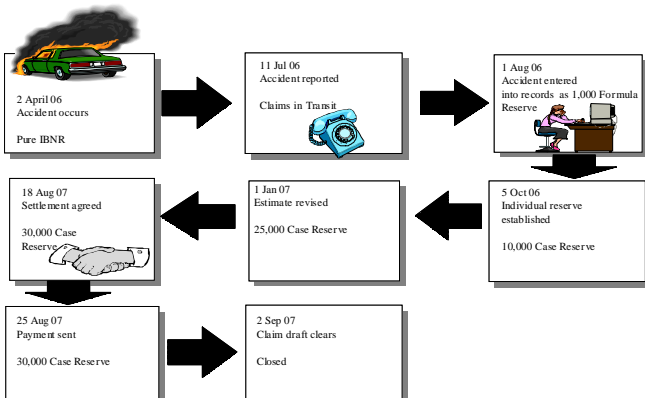 2 April 06
Accident occurs
Pure IBNR
11 Jul 06
Accident reported
Claims in Transit
1 Aug 06
Accident entered
into records as 1,000 Formula
Reserve
5 Oct 06
Individual reserve
established
10,000 Case Reserve
1 Jan 07
Estimate revised
25,000 Case Reserve
18 Aug 07
Settlement agreed
30,000 Case
Reserve
25 Aug 07
Payment sent
30,000 Case Reserve
2 Sep 07
Claim draft clears
Closed